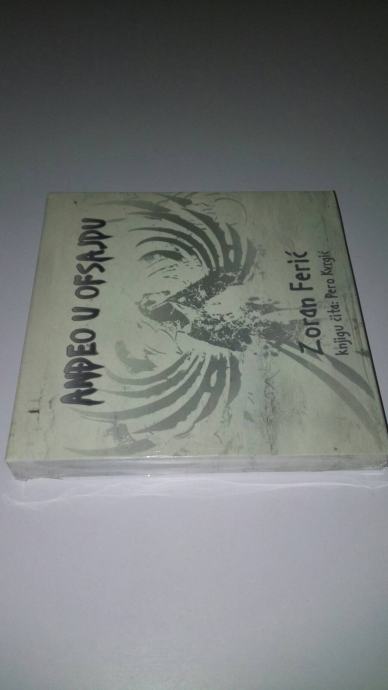 ANĐEO U OFSAJDU
Zoran Ferić
knjigu čita: Pero Kvrgić